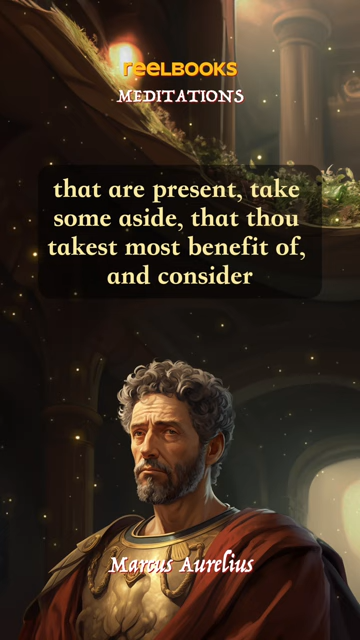 reelbooks
MEDITATIONS
that are present, take
some aside, that thou
takest most benefit of,
and consider
Marcus Aurelius